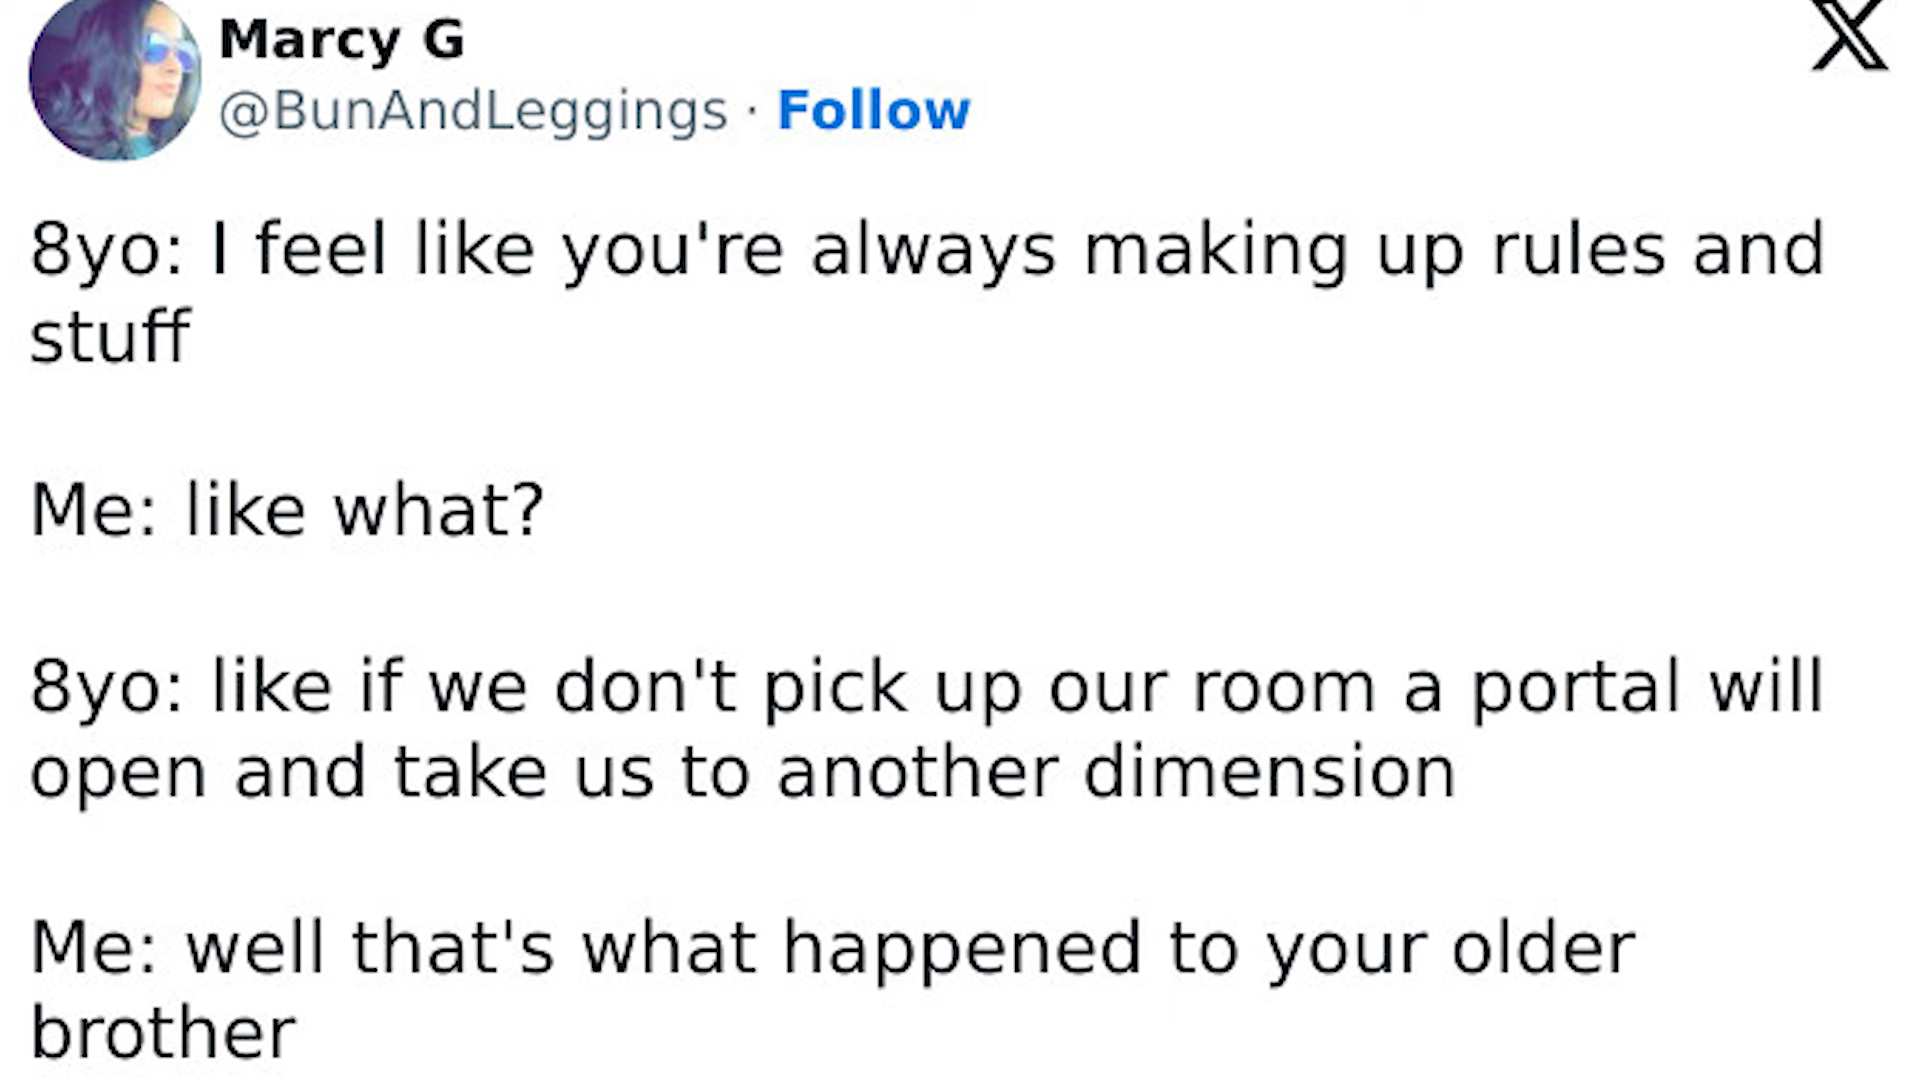 Marcy G
@BunAndLeggings · Follow
8yo: I feel like you're always making up rules and
stuff
Me: like what?
8yo: like if we don't pick up our room a portal will
open and take us to another dimension
Me: well that's what happened to your older
brother